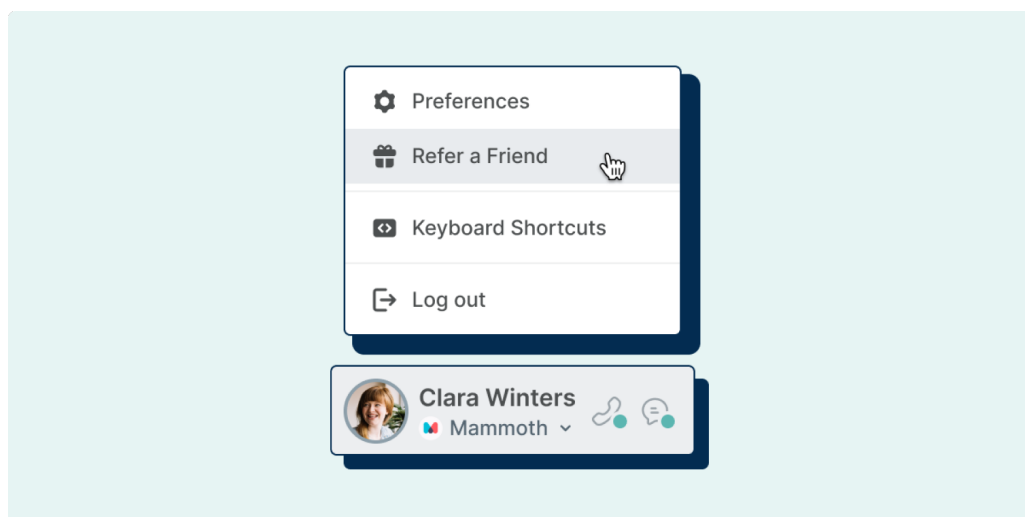 Preferences
Refer a Friend
Keyboard Shortcuts
Log out
Clara Winters
Mammoth